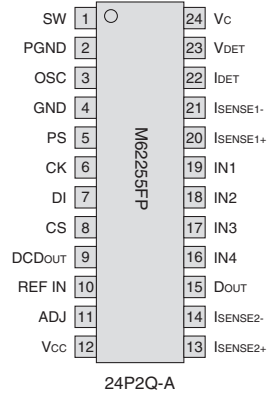 SW 1 24 VC
PGND 2 23 VDET
OSC 3 22 IDET
GND 4 21 ISENSE1-
PS 5 20 ISENSE1+
CK 6 19 IN1
DI 7 18 IN2
CS 8 17 IN3
DCDOUT 9 16 IN4
REF IN 10 15 DOUT
ADJ 11 14 ISENSE2-
VCC 12 13 ISENSE2+
M62255FP
24P2Q-A